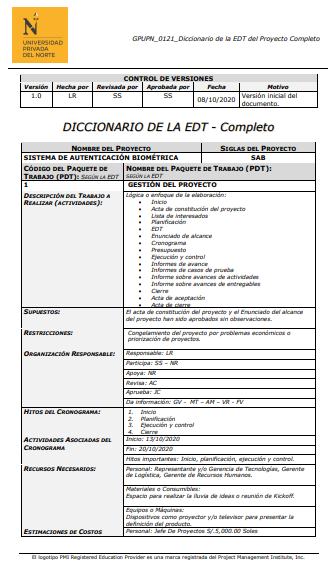 UNIVERSIDAD
PRIVADA
DEL NORTE
GPUPN_0121_Diccionario de la EDT del Proyecto Completo
CONTROL DE VERSIONES
Versión Hecha por Revisada por Aprobada por Fecha Motivo
1.0 LR SS SS 08/10/2020 Versión inicial del
documento.
DICCIONARIO DE LA EDT - Completo
NOMBRE DEL PROYECTO SIGLAS DEL PROYECTO
SISTEMA DE AUTENTICACIÓN BIOMÉTRICA SAB
CÓDIGO DEL PAQUETE DE
TRABAJO (PDT): SEGÚN LA EDT
NOMBRE DEL PAQUETE DE TRABAJO (PDT):
SEGÚN LA EDT
1 GESTIÓN DEL PROYECTO
DESCRIPCIÓN DEL TRABAJO A
REALIZAR (ACTIVIDADES):
Lógica o enfoque de la elaboración:
• Inicio
• Acta de constitución del proyecto
• Lista de interesados
• Planificación
• EDT
• Enunciado de alcance
• Cronograma
• Presupuesto
• Ejecución y control
• Informes de avance
• Informes de casos de prueba
• Informe sobre avances de actividades
• Informe sobre avances de entregables
• Cierre
• Acta de aceptación
• Acta de cierre
SUPUESTOS: El acta de constitución del proyecto y el Enunciado del alcance
del proyecto han sido aprobados sin observaciones.
RESTRICCIONES: Congelamiento del proyecto por problemas económicos o
priorización de proyectos.
ORGANIZACIÓN RESPONSABLE: Responsable: LR
Participa: SS – NR
Apoya: NR
Revisa: AC
Aprueba: JC
Da información: GV – MT – AM – VR - FV
HITOS DEL CRONOGRAMA: 1. Inicio
2. Planificación
3. Ejecución y control
4. Cierre
ACTIVIDADES ASOCIADAS DEL
CRONOGRAMA
Inicio: 13/10/2020
Fin: 20/10/2020
Hitos importantes: Inicio, planificación, ejecución y control.
RECURSOS NECESARIOS: Personal: Representante y/o Gerencia de Tecnologías, Gerente
de Logística, Gerente de Recursos Humanos.
Materiales o Consumibles:
Espacio para realizar la lluvia de ideas o reunión de Kickoff.
Equipos o Máquinas:
Dispositivos como proyector y/o televisor para presentar la
definición del producto.
ESTIMACIONES DE COSTOS Personal: Jefe De Proyectos S/.5,000.00 Soles
El logotipo PMI Registered Education Provider es una marca registrada del Project Management Institute, Inc.